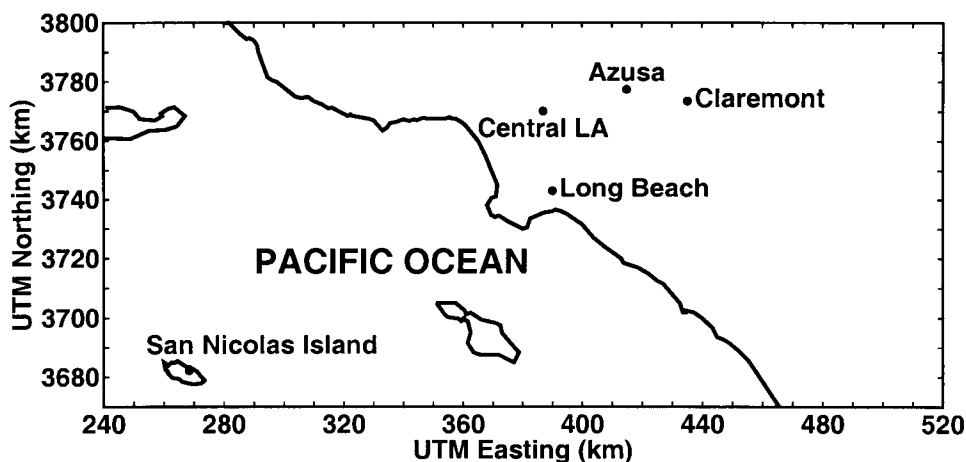 3800
3780
3760
3740
3720
3700
3680
UTM Northing (km)
Azusa
Claremont
Central LA
Long Beach
PACIFIC OCEAN
San Nicolas Island
240 280 320 360 400 440 480 520
UTM Easting (km)